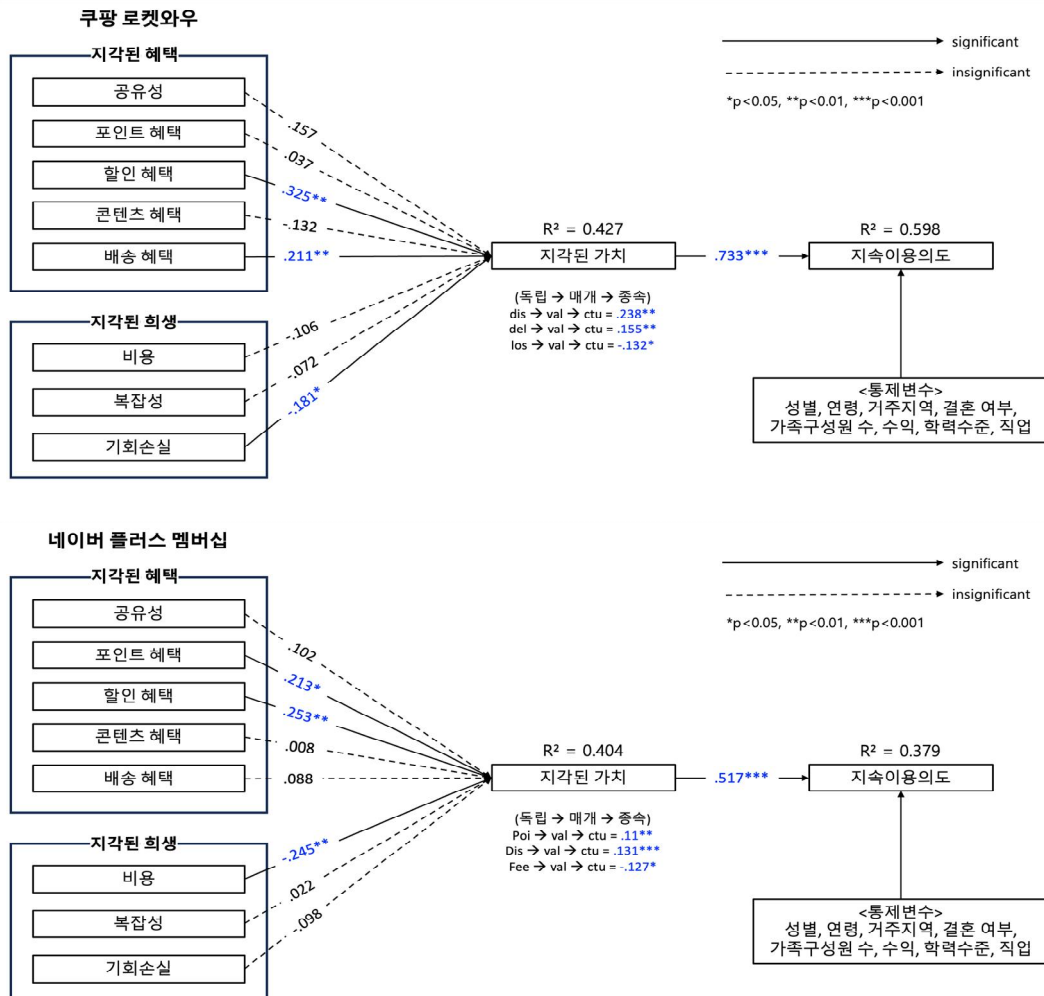 쿠팡 로켓와우
지각된 혜택
공유성
포인트 혜택
할인 혜택
콘텐츠 혜택
배송 혜택
지각된 희생
비용
복잡성
기회손실
.157
.037
.325**
-.132
.211**
.106
-.072
-.181*
R² = 0.427
지각된 가치
(독립 → 매개 → 종속)
dis → val → ctu = .238**
del → val → ctu = .155**
los → val → ctu = -.132*
.733***
R² = 0.598
지속이용의도
<통제변수>
성별, 연령, 거주지역, 결혼 여부,
가족구성원 수, 수익, 학력수준, 직업
significant
insignificant
*p<0.05, **p<0.01, ***p<0.001
네이버 플러스 멤버십
지각된 혜택
공유성
포인트 혜택
할인 혜택
콘텐츠 혜택
배송 혜택
지각된 희생
비용
복잡성
기회손실
.102
.213*
.253**
.008
.088
-.245**
.022
-.098
R² = 0.404
지각된 가치
(독립 → 매개 → 종속)
Poi → val → ctu = .11**
Dis → val → ctu = .131***
Fee → val → ctu = -.127*
.517***
R² = 0.379
지속이용의도
<통제변수>
성별, 연령, 거주지역, 결혼 여부,
가족구성원 수, 수익, 학력수준, 직업
significant
insignificant
*p<0.05, **p<0.01, ***p<0.001